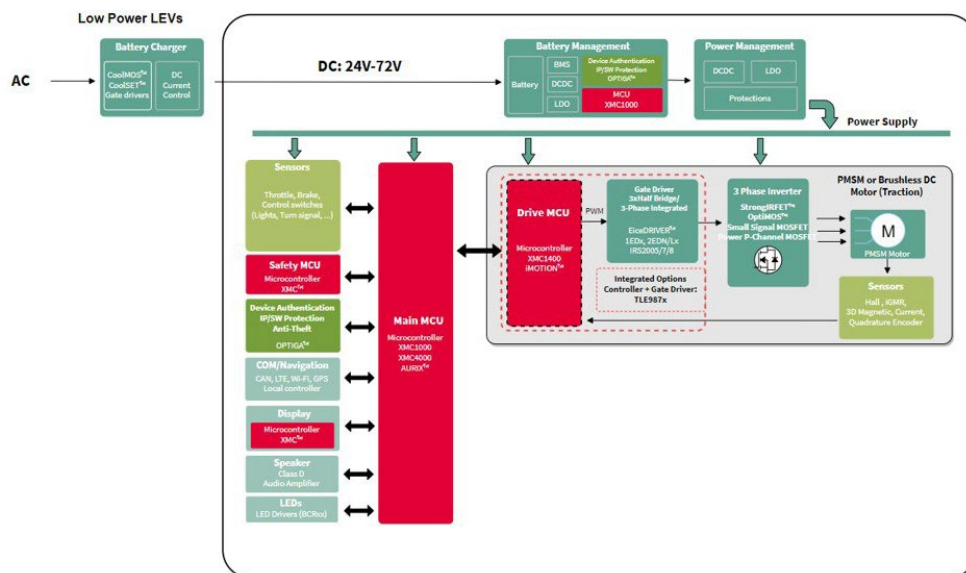 Low Power LEVs
Battery Charger
AC
CoolMOS™
CoolSET™
Gate drivers
DC
Current
Control
DC: 24V-72V
Battery Management
Battery
BMS
DCDC
LDO
Device Authentication
IP/SW Protection
OPTIGA™
MCU
XMC1000
Power Management
DCDC
LDO
Protections
Power Supply
Sensors
Throttle, Brake,
Control switches
(Lights, Turn signal, ...)
Safety MCU
Microcontroller
XMC™
Device Authentication
IP/SW Protection
Anti-Theft
OPTIGA™
COM/Navigation
CAN, LTE, Wi-Fi, GPS
Local controller
Display
Microcontroller
XMC™
Speaker
Class D
Audio Amplifier
LEDs
LED Drivers (BCRxx)
Main MCU
Microcontroller
XMC1000
XMC4000
AURIX™
Drive MCU
Microcontroller
XMC1400
iMOTION™
PWM
Gate Driver
3xHalf Bridge/
3-Phase Integrated
EiceDRIVER™
1EDx, 2EDN/Lx
IRS2005/7/8
Integrated Options
Controller + Gate Driver:
TLE987x
3 Phase Inverter
StrongIRFET™
OptiMOS™
Small Signal MOSFET
Power P-Channel MOSFET
PMSM or Brushless DC
Motor (Traction)
M
PMSM Motor
Sensors
Hall, iGMR,
3D Magnetic, Current,
Quadrature Encoder